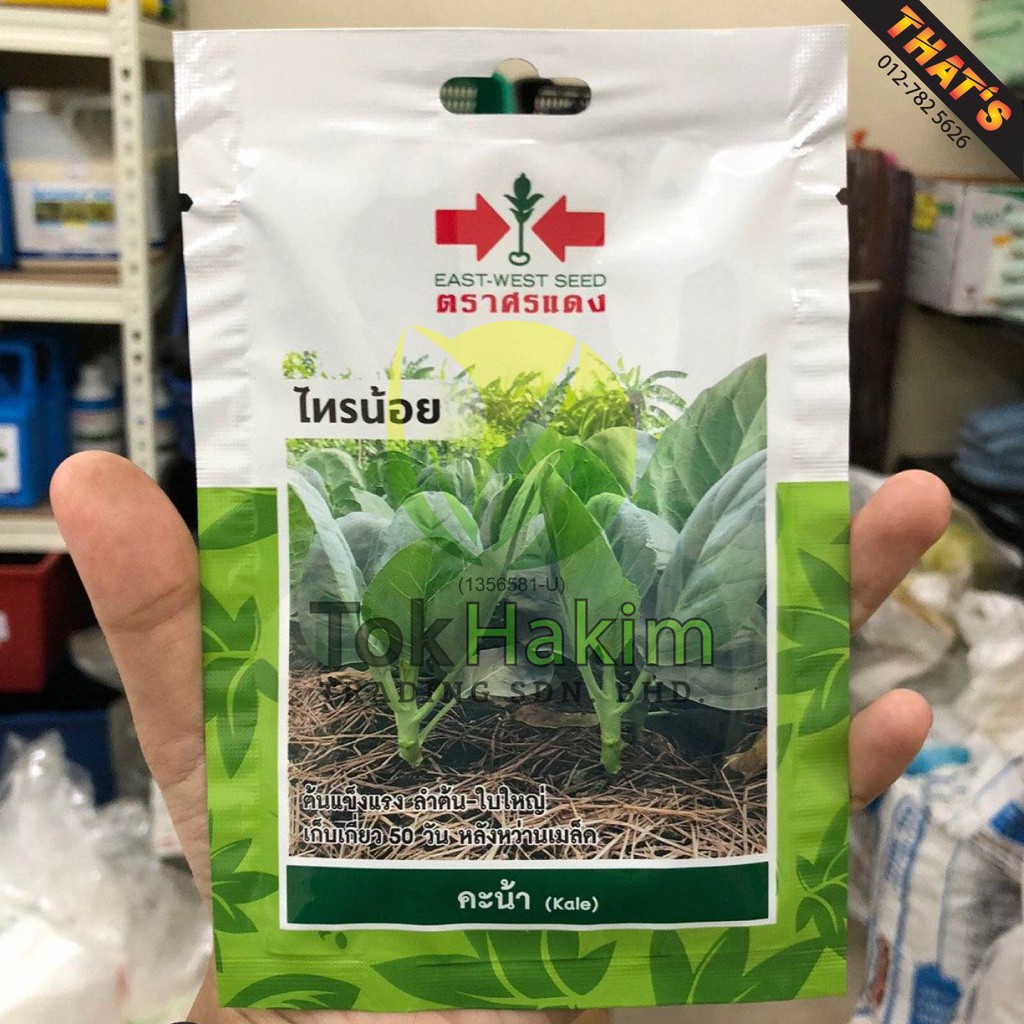 THAT'S
012-782 5626
EAST-WEST SEED
ตราศรแดง
ไทรน้อย
(1356581-U)
TokHakim
TRADING SDN BHD.
ต้นแข็งแรง ลำต้น-ใบใหญ่
เก็บเกี่ยว 50 วัน หลังหว่านเมล็ด
คะน้า (Kale)